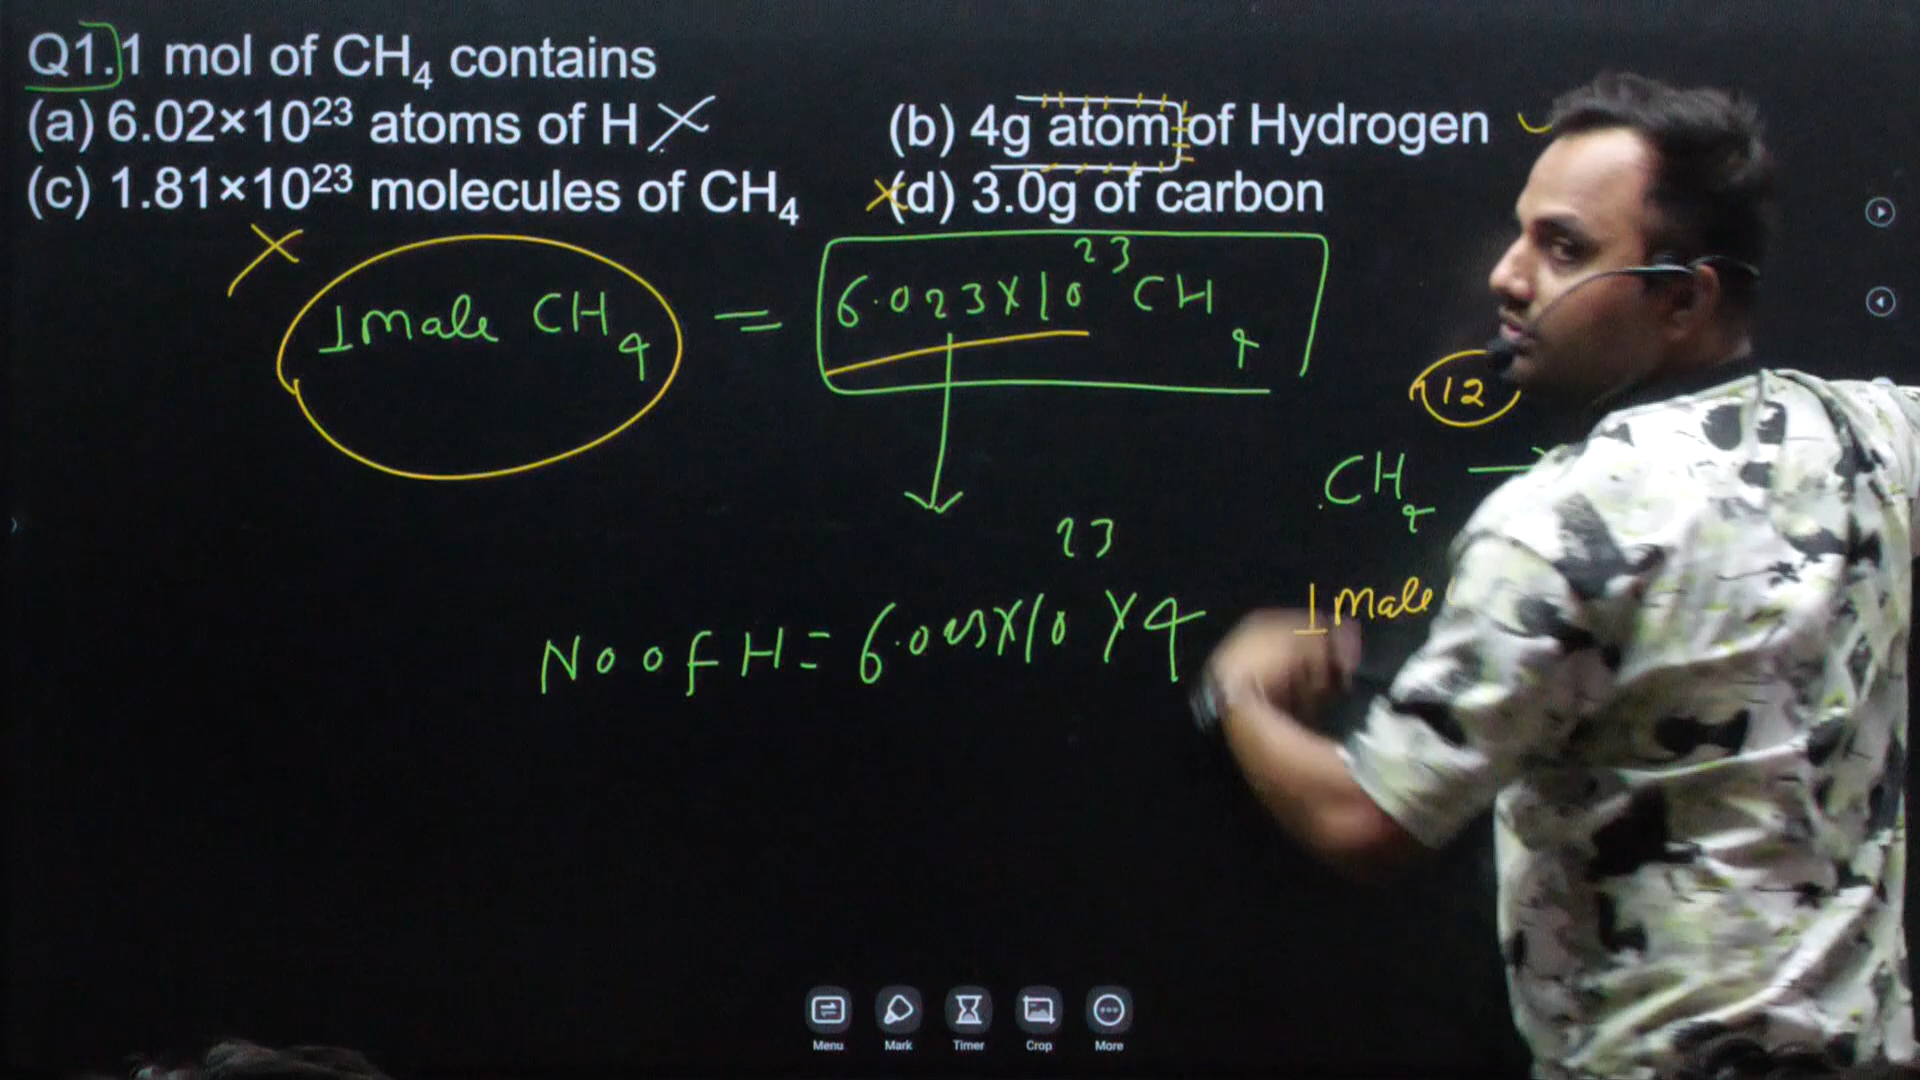 Q1.1 mol of CH₄ contains
(a) 6.02×10²³ atoms of H (b) 4g atom of Hydrogen
(c) 1.81×10²³ molecules of CH₄ (d) 3.0g of carbon
1 mole CH₄ = 6.023×10²³ CH₄
12
CH₄ →
No of H = 6.023×10²³ × 4
1 mole
Menu Mark Timer Crop More